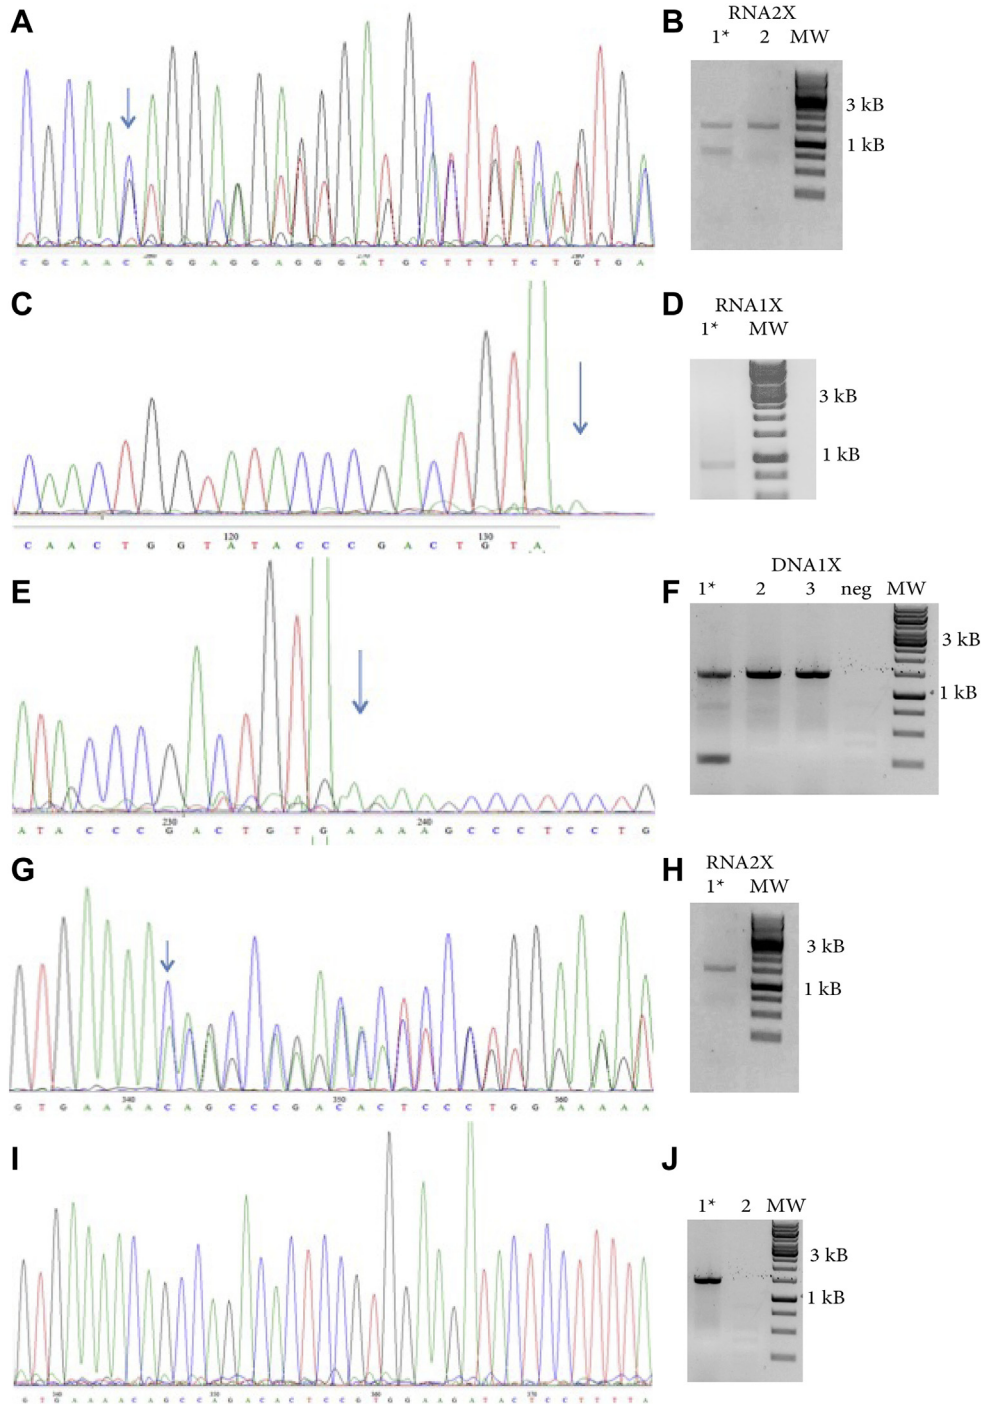 A
C G C A A C A G G A G G A G G G A T G C T T T T C T G T G A
B
RNA2X
1* 2 MW
3 kB
1 kB
C
120 130
C A A C T G G T A T A C C C G A C T G T A
D
RNA1X
1* MW
3 kB
1 kB
E
230 240
A T A C C C G A C T G T G A A A A G C C C T C C T G
F
DNA1X
1* 2 3 neg MW
3 kB
1 kB
G
340 350 360
G T G A A A A C A G C C C G A C A C T C C C T G G A A A A A
H
RNA2X
1* MW
3 kB
1 kB
I
G T G A A A A C A G C C A G A C A C T C C G T G G A A G A T A C T C C T T T T A
J
1* 2 MW
3 kB
1 kB